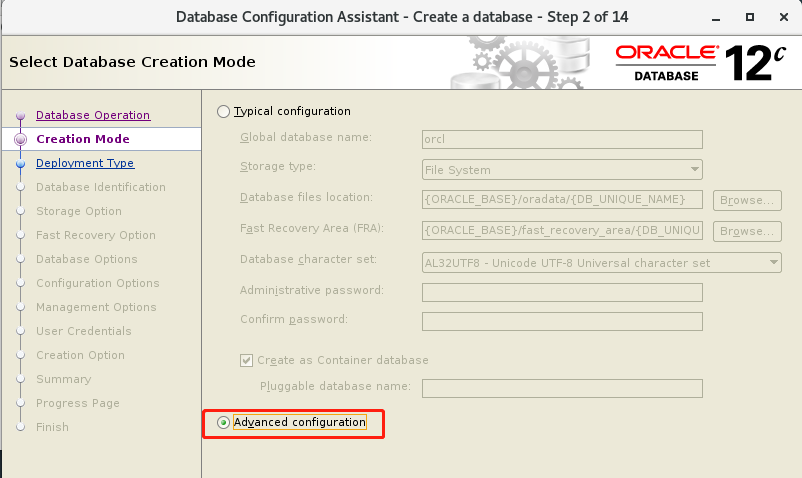 Database Configuration Assistant - Create a database - Step 2 of 14
Select Database Creation Mode
ORACLE
DATABASE
12c
Database Operation
Creation Mode
Deployment Type
Database Identification
Storage Option
Fast Recovery Option
Database Options
Configuration Options
Management Options
User Credentials
Creation Option
Summary
Progress Page
Finish
Typical configuration
Global database name: orcl
Storage type: File System
Database files location: {ORACLE_BASE}/oradata/{DB_UNIQUE_NAME} Browse...
Fast Recovery Area (FRA): {ORACLE_BASE}/fast_recovery_area/{DB_UNIQU Browse...
Database character set: AL32UTF8 - Unicode UTF-8 Universal character set
Administrative password:
Confirm password:
Create as Container database
Pluggable database name:
Advanced configuration